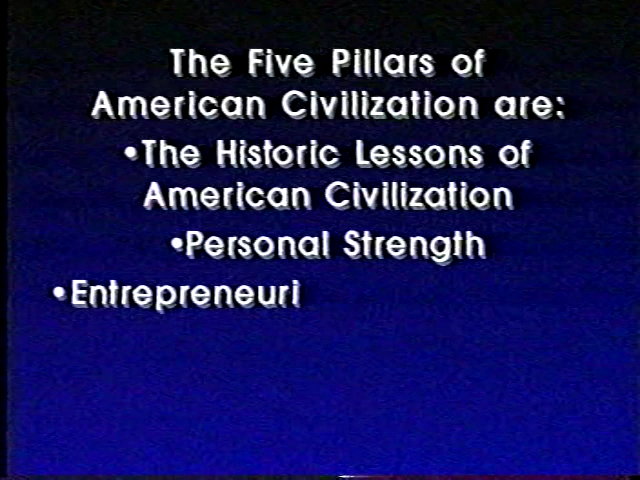 The Five Pillars of
American Civilization are:
•The Historic Lessons of
American Civilization
•Personal Strength
•Entrepreneuri